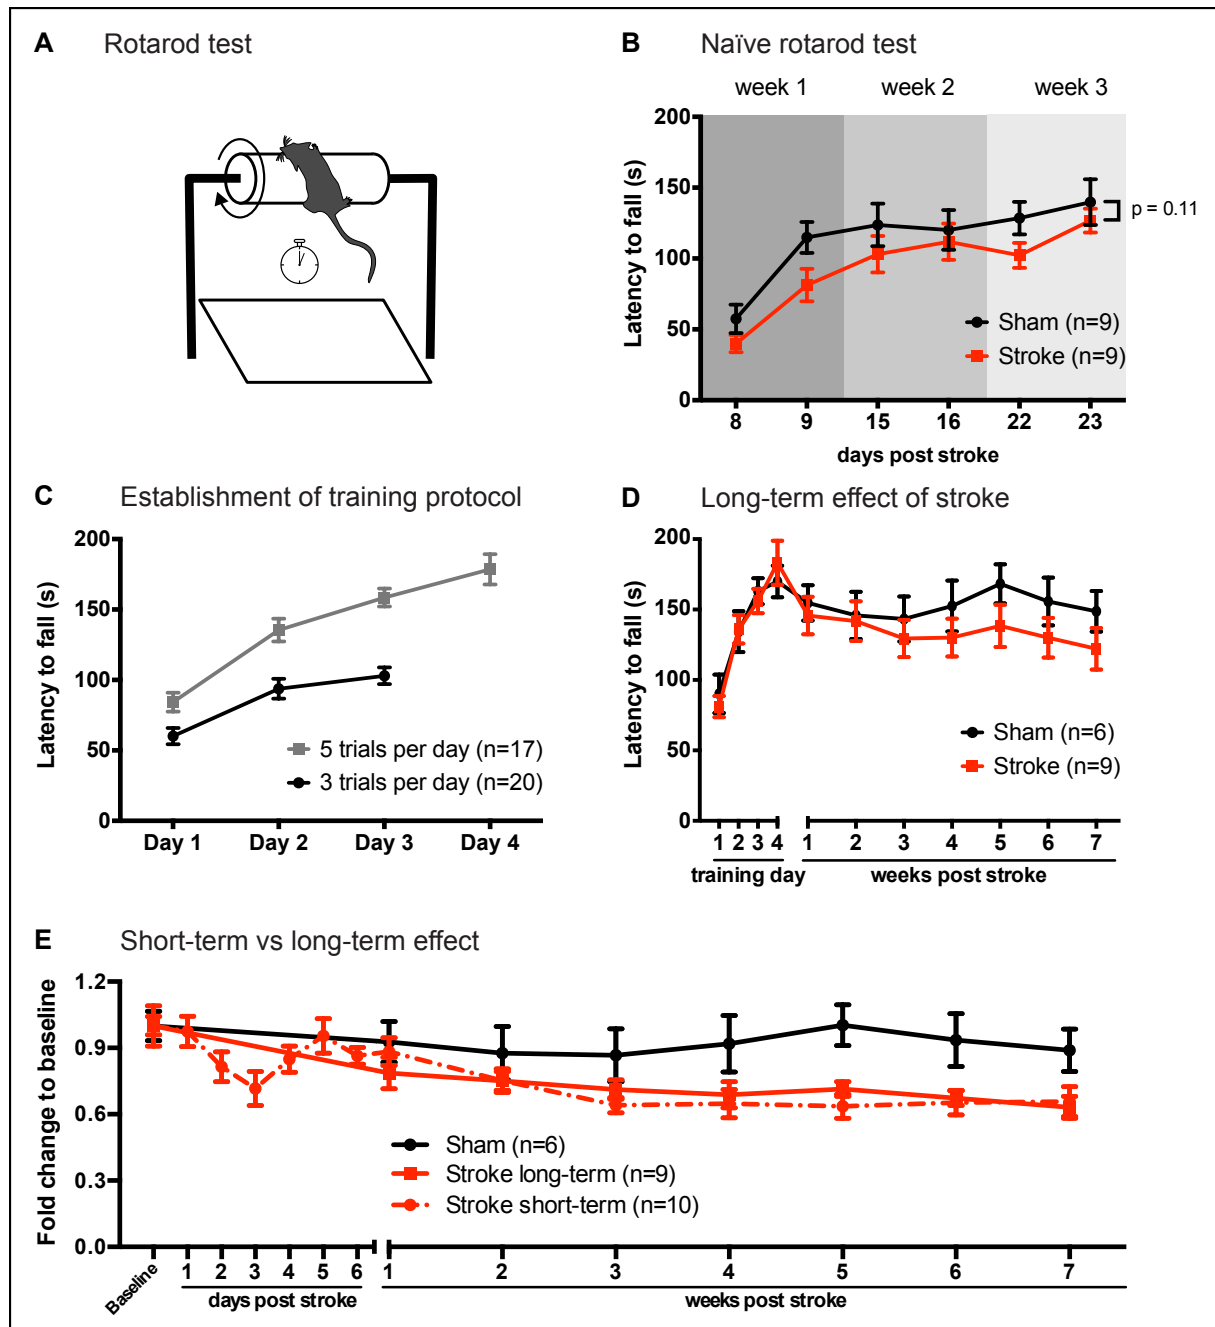 A Rotarod test
B Naïve rotarod test
week 1 week 2 week 3
200
150
100
50
0
Latency to fall (s)
p = 0.11
Sham (n=9)
Stroke (n=9)
8 9 15 16 22 23
days post stroke
C Establishment of training protocol
200
150
100
50
0
Latency to fall (s)
5 trials per day (n=17)
3 trials per day (n=20)
Day 1 Day 2 Day 3 Day 4
D Long-term effect of stroke
200
150
100
50
0
Latency to fall (s)
Sham (n=6)
Stroke (n=9)
1 2 3 4 1 2 3 4 5 6 7
training day weeks post stroke
E Short-term vs long-term effect
1.2
0.9
0.6
0.3
0.0
Fold change to baseline
Sham (n=6)
Stroke long-term (n=9)
Stroke short-term (n=10)
Baseline 1 2 3 4 5 6 1 2 3 4 5 6 7
days post stroke weeks post stroke